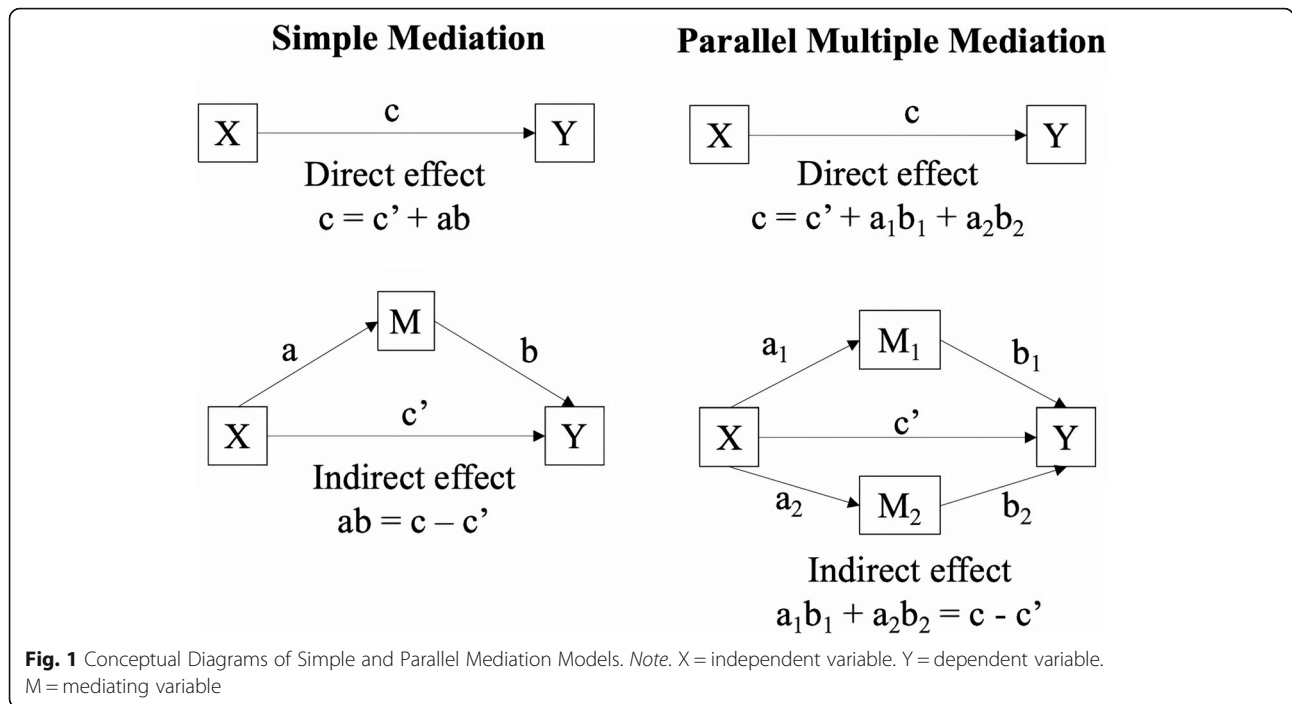 Simple Mediation
c
X
Y
Direct effect
c = c’ + ab
M
a
b
c’
X
Y
Indirect effect
ab = c – c’
Parallel Multiple Mediation
c
X
Y
Direct effect
c = c’ + a₁b₁ + a₂b₂
M₁
a₁
b₁
c’
X
Y
a₂
M₂
b₂
Indirect effect
a₁b₁ + a₂b₂ = c - c’
Fig. 1 Conceptual Diagrams of Simple and Parallel Mediation Models. Note. X = independent variable. Y = dependent variable.
M = mediating variable